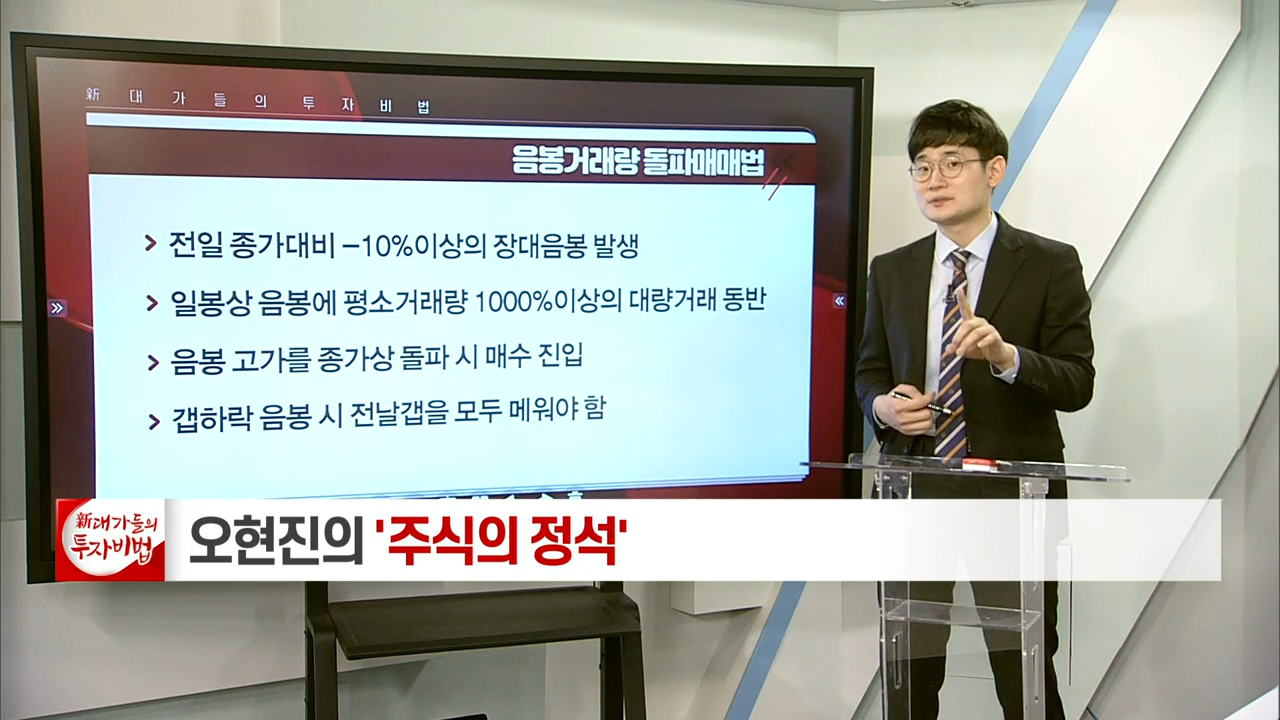 新 대 가 들 의 투 자 비 법
음봉거래량 돌파매매법
전일 종가대비 -10%이상의 장대음봉 발생
일봉상 음봉에 평소거래량 1000%이상의 대량거래 동반
음봉 고가를 종가상 돌파 시 매수 진입
갭하락 음봉 시 전날갭을 모두 메워야 함
新대가들의
투자비법
오현진의 '주식의 정석'